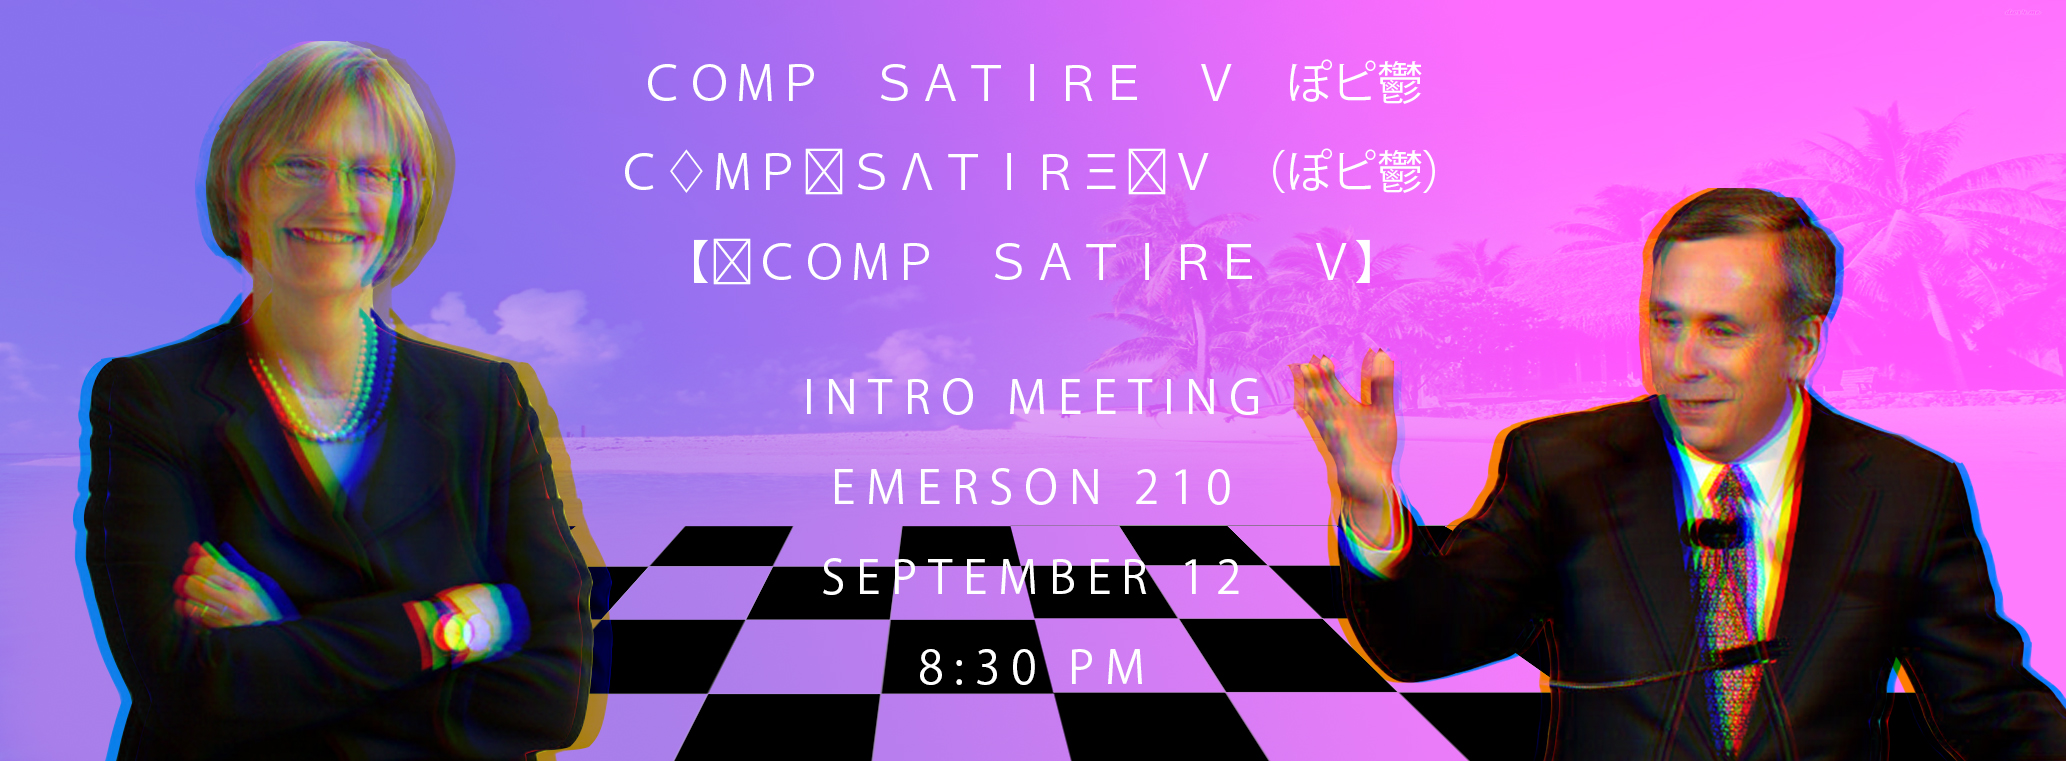 ＣＯＭＰ　ＳＡＴＩＲＥ　Ｖ　ぽピ鬱
Ｃ♢ＭＰ〿ＳΛＴＩＲΞ〿Ｖ　（ぽピ鬱）
【〿ＣＯＭＰ　ＳＡＴＩＲＥ　Ｖ】
INTRO MEETING
EMERSON 210
SEPTEMBER 12
8:30 PM